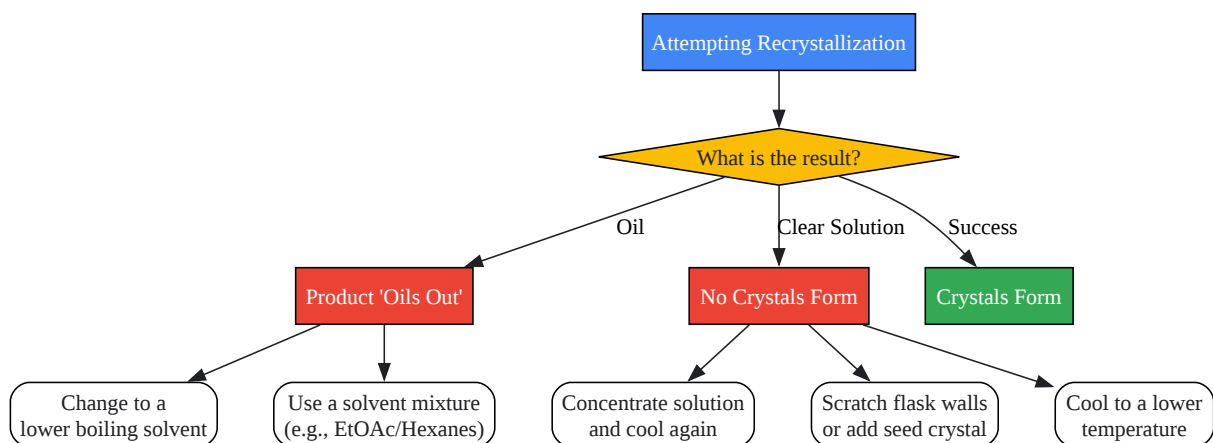 Attempting Recrystallization
What is the result?
Oil
Clear Solution
Success
Product 'Oils Out'
No Crystals Form
Crystals Form
Change to a
lower boiling solvent
Use a solvent mixture
(e.g., EtOAc/Hexanes)
Concentrate solution
and cool again
Scratch flask walls
or add seed crystal
Cool to a lower
temperature